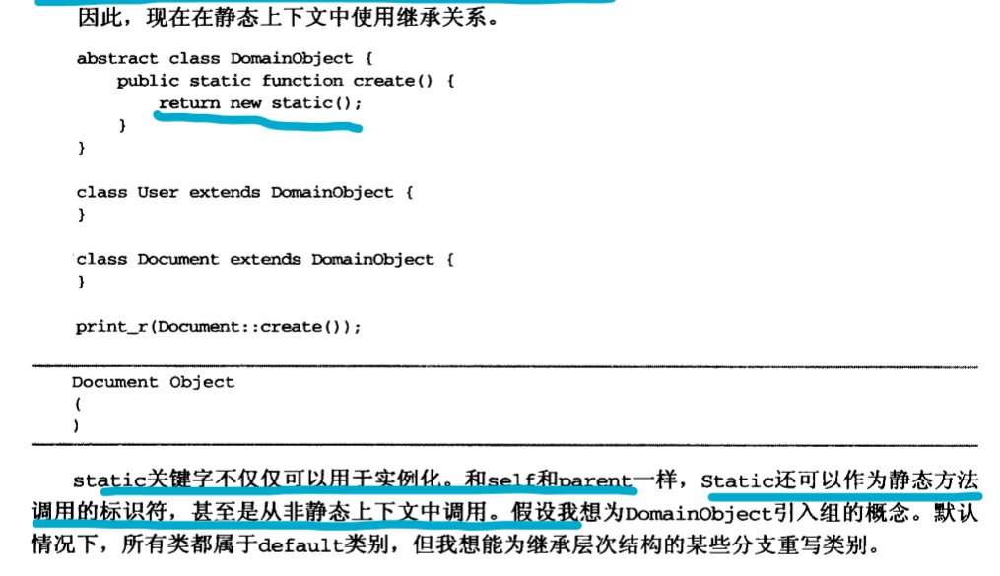 因此，现在在静态上下文中使用继承关系。
abstract class DomainObject {
public static function create() {
return new static();
}
}
class User extends DomainObject {
}
class Document extends DomainObject {
}
print_r(Document::create());
Document Object
(
)
static关键字不仅仅可以用于实例化。和self和parent一样，Static还可以作为静态方法
调用的标识符，甚至是从非静态上下文中调用。假设我想为DomainObject引入组的概念。默认
情况下，所有类都属于default类别，但我想能为继承层次结构的某些分支重写类别。